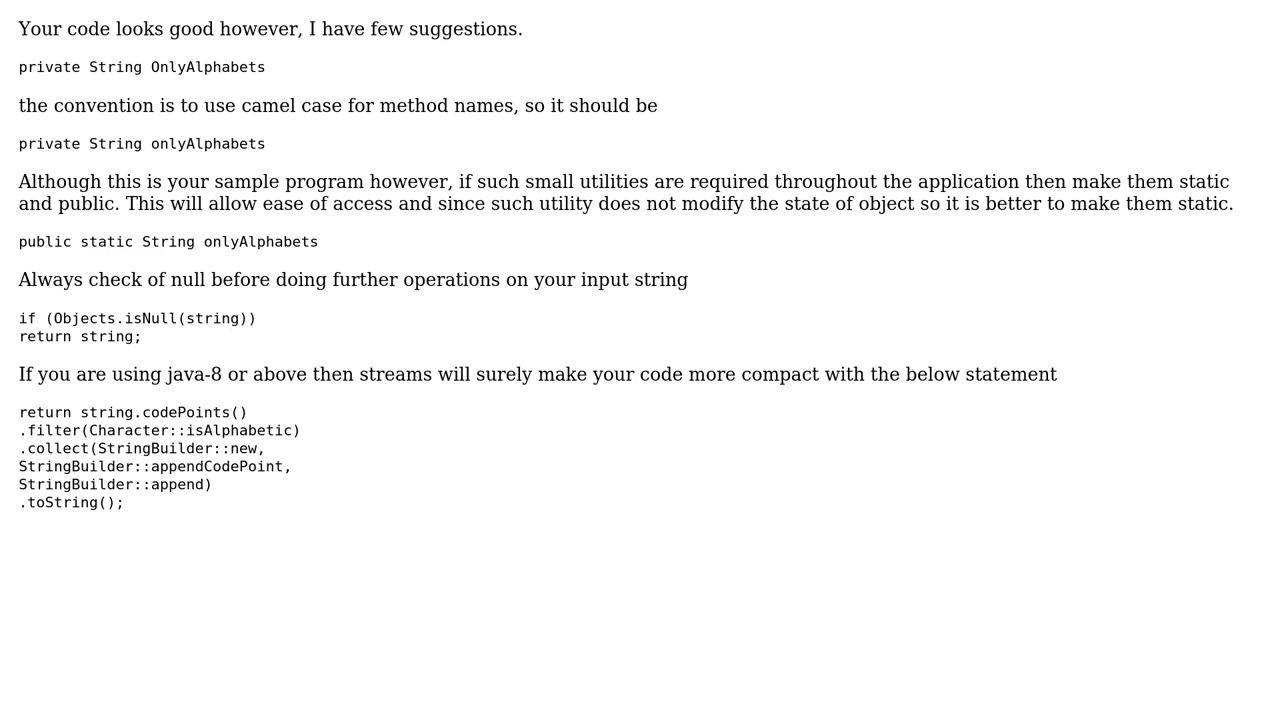 Your code looks good however, I have few suggestions.
private String OnlyAlphabets
the convention is to use camel case for method names, so it should be
private String onlyAlphabets
Although this is your sample program however, if such small utilities are required throughout the application then make them static
and public. This will allow ease of access and since such utility does not modify the state of object so it is better to make them static.
public static String onlyAlphabets
Always check of null before doing further operations on your input string
if (Objects.isNull(string))
return string;
If you are using java-8 or above then streams will surely make your code more compact with the below statement
return string.codePoints()
.filter(Character::isAlphabetic)
.collect(StringBuilder::new,
StringBuilder::appendCodePoint,
StringBuilder::append)
.toString();